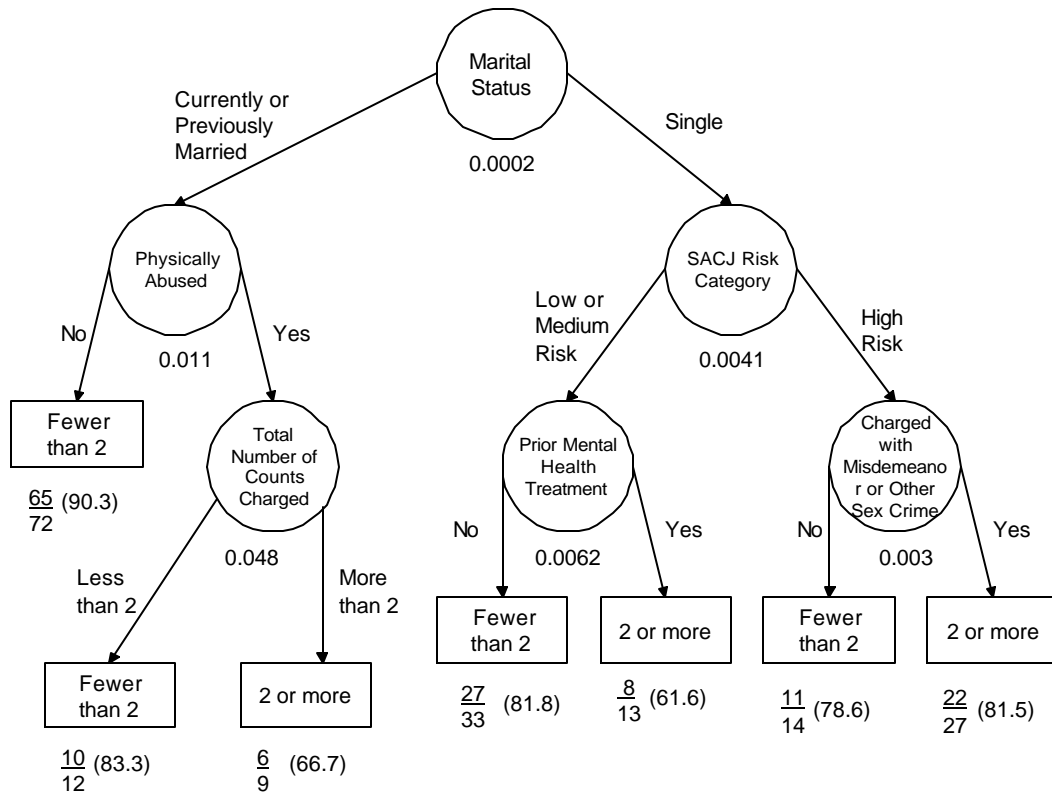 Marital
Status
Currently or
Previously
Married
Single
0.0002
Physically
Abused
SACJ Risk
Category
No
Yes
0.011
Low or
Medium
Risk
High
Risk
0.0041
Fewer
than 2
65
72
(90.3)
Total
Number of
Counts
Charged
Prior Mental
Health
Treatment
Charged
with
Misdemeano
r or Other
Sex Crime
0.048
Less
than 2
More
than 2
No
Yes
0.0062
No
Yes
0.003
Fewer
than 2
2 or more
Fewer
than 2
2 or more
27
33
(81.8)
8
13
(61.6)
11
14
(78.6)
22
27
(81.5)
Fewer
than 2
2 or more
10
12
(83.3)
6
9
(66.7)